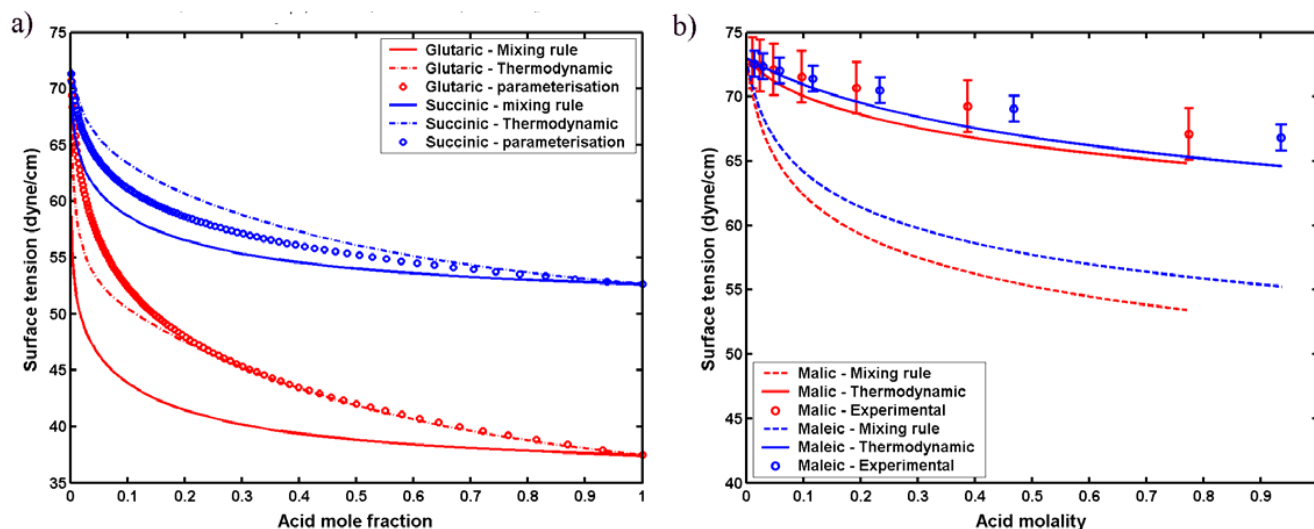 a)
75
70
65
60
55
50
45
40
35
Surface tension (dyne/cm)
0 0.1 0.2 0.3 0.4 0.5 0.6 0.7 0.8 0.9 1
Acid mole fraction
Glutaric - Mixing rule
Glutaric - Thermodynamic
Glutaric - parameterisation
Succinic - mixing rule
Succinic - Thermodynamic
Succinic - parameterisation
b)
75
70
65
60
55
50
45
40
Surface tension (dyne/cm)
0 0.1 0.2 0.3 0.4 0.5 0.6 0.7 0.8 0.9
Acid molality
Malic - Mixing rule
Malic - Thermodynamic
Malic - Experimental
Maleic - Mixing rule
Maleic - Thermodynamic
Maleic - Experimental